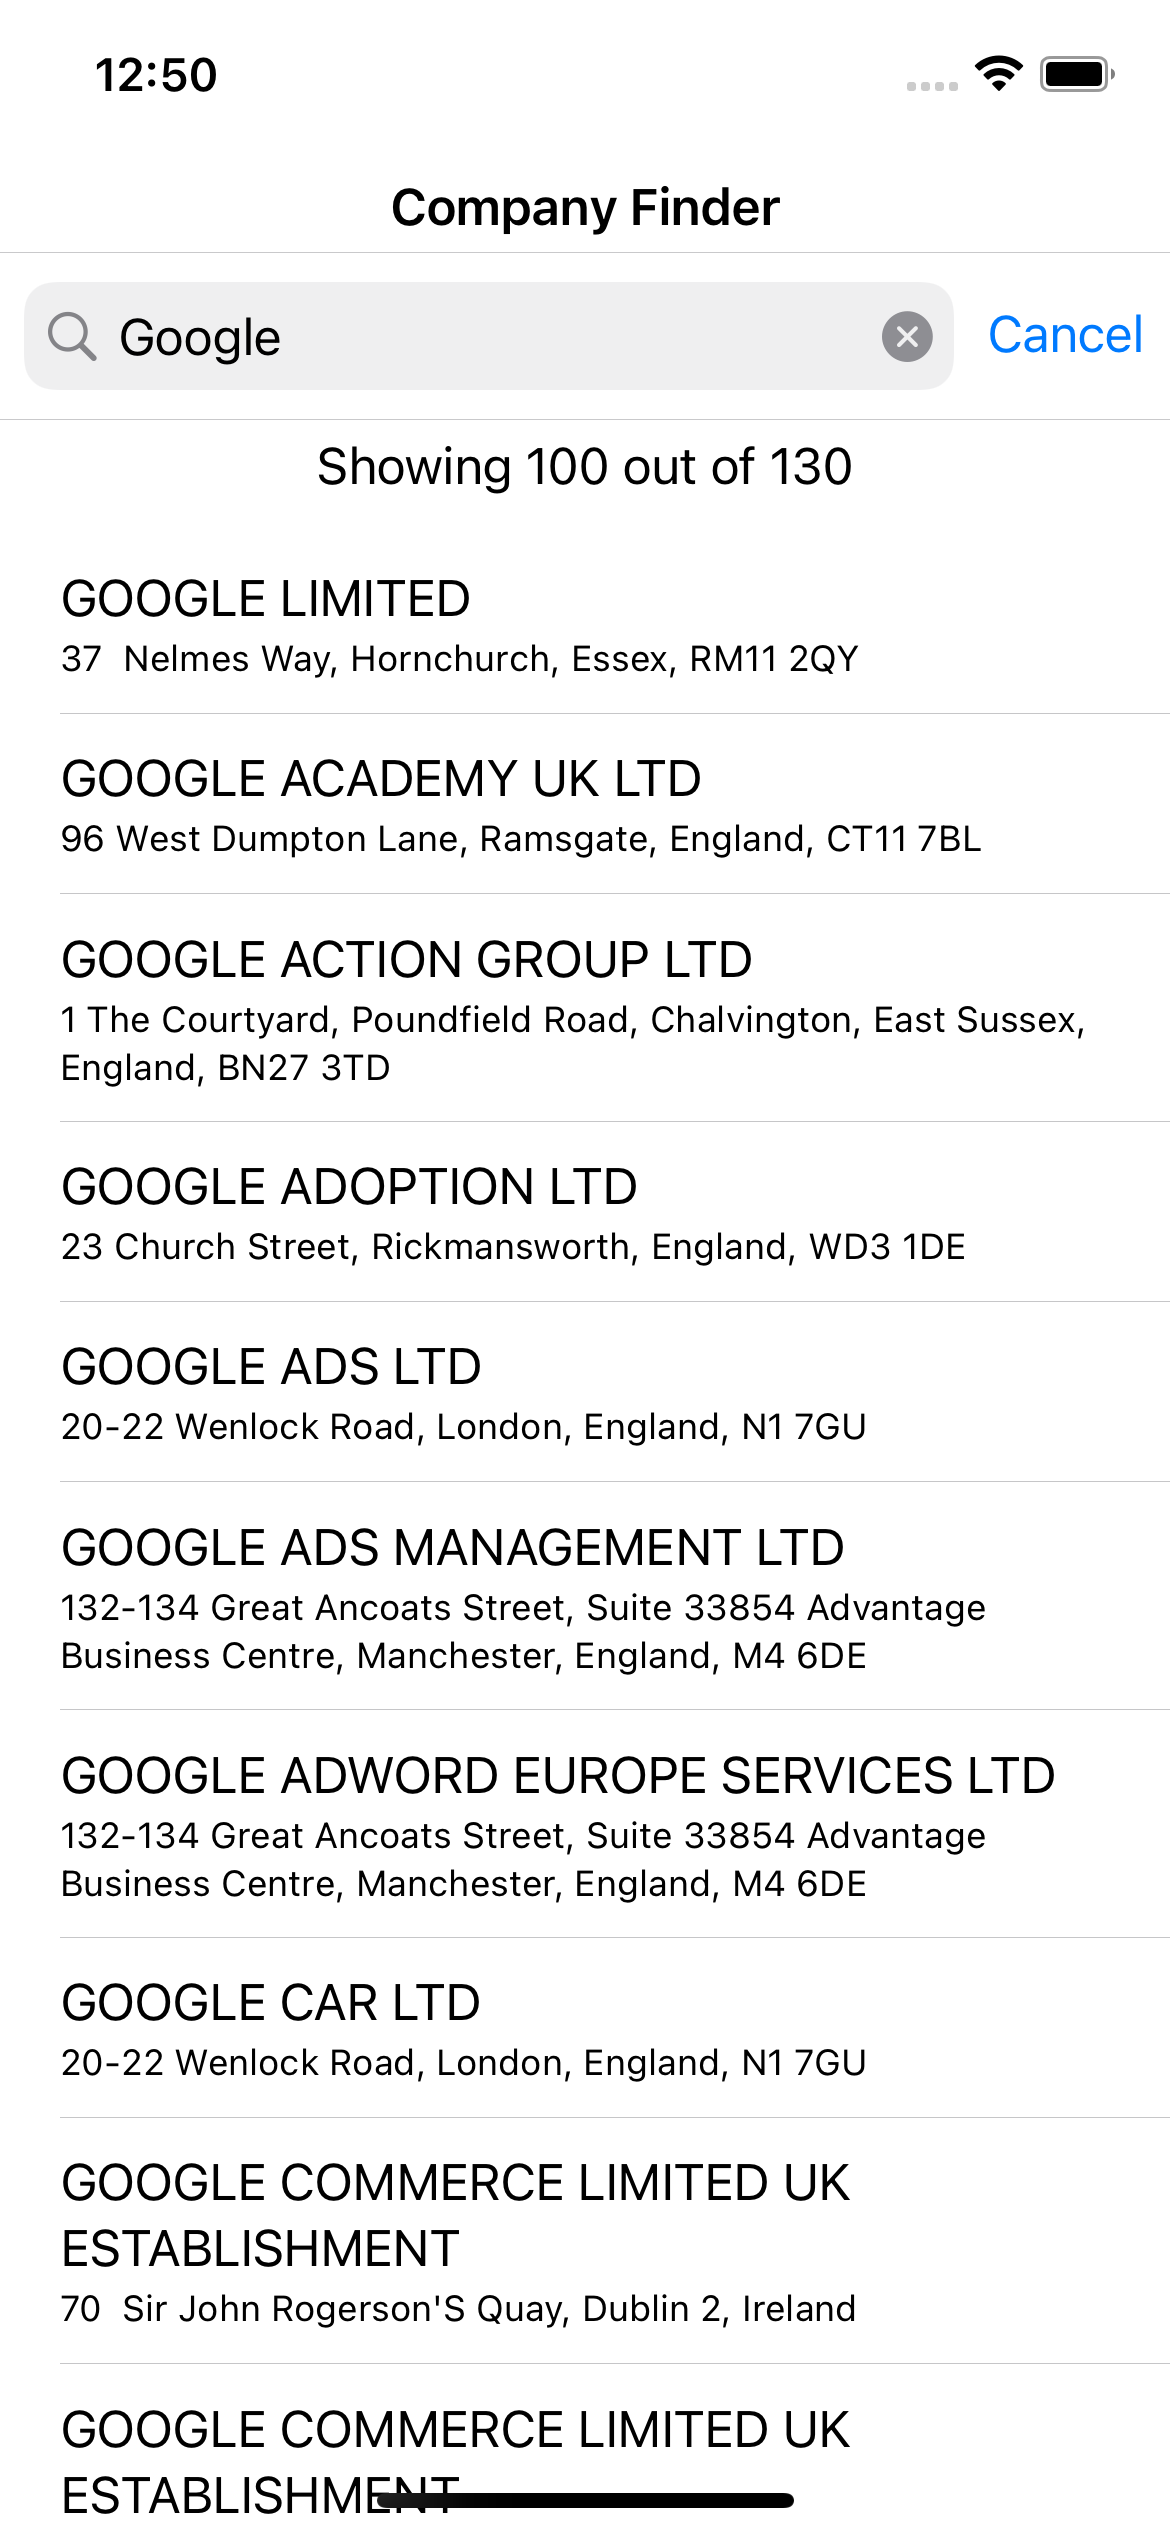 12:50
Company Finder
Google
Cancel
Showing 100 out of 130
GOOGLE LIMITED
37  Nelmes Way, Hornchurch, Essex, RM11 2QY
GOOGLE ACADEMY UK LTD
96 West Dumpton Lane, Ramsgate, England, CT11 7BL
GOOGLE ACTION GROUP LTD
1 The Courtyard, Poundfield Road, Chalvington, East Sussex,
England, BN27 3TD
GOOGLE ADOPTION LTD
23 Church Street, Rickmansworth, England, WD3 1DE
GOOGLE ADS LTD
20-22 Wenlock Road, London, England, N1 7GU
GOOGLE ADS MANAGEMENT LTD
132-134 Great Ancoats Street, Suite 33854 Advantage
Business Centre, Manchester, England, M4 6DE
GOOGLE ADWORD EUROPE SERVICES LTD
132-134 Great Ancoats Street, Suite 33854 Advantage
Business Centre, Manchester, England, M4 6DE
GOOGLE CAR LTD
20-22 Wenlock Road, London, England, N1 7GU
GOOGLE COMMERCE LIMITED UK
ESTABLISHMENT
70  Sir John Rogerson'S Quay, Dublin 2, Ireland
GOOGLE COMMERCE LIMITED UK
ESTABLISHMENT